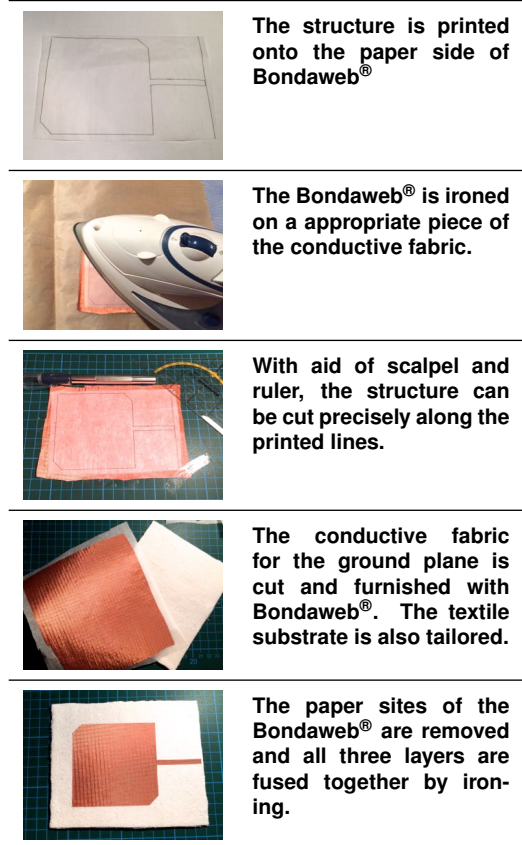 The structure is printed
onto the paper side of
Bondaweb®
The Bondaweb® is ironed
on a appropriate piece of
the conductive fabric.
With aid of scalpel and
ruler, the structure can
be cut precisely along the
printed lines.
The conductive fabric
for the ground plane is
cut and furnished with
Bondaweb®. The textile
substrate is also tailored.
The paper sites of the
Bondaweb® are removed
and all three layers are
fused together by iron-
ing.